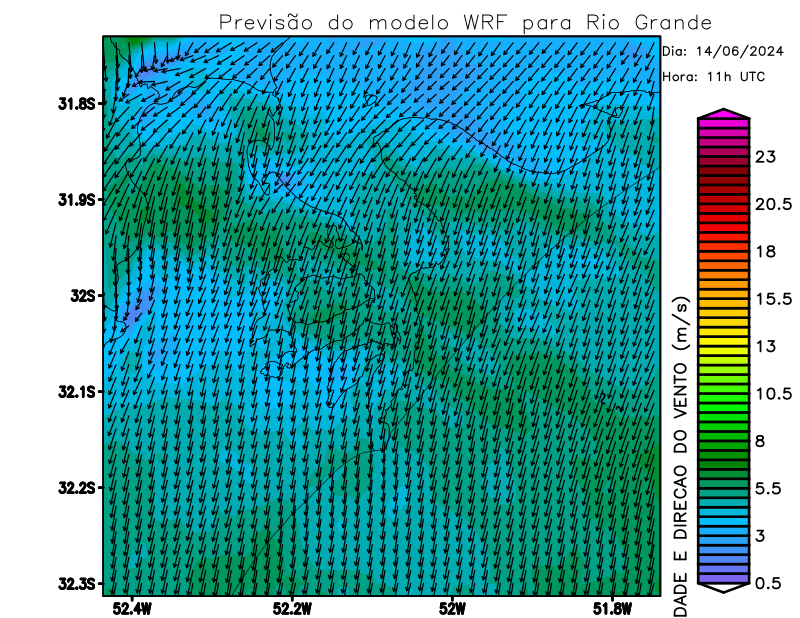 Previsão do modelo WRF para Rio Grande
Dia: 14/06/2024
Hora: 11h UTC
31.8S
31.9S
32S
32.1S
32.2S
32.3S
52.4W
52.2W
52W
51.8W
DADE E DIRECAO DO VENTO (m/s)
23
20.5
18
15.5
13
10.5
8
5.5
3
0.5